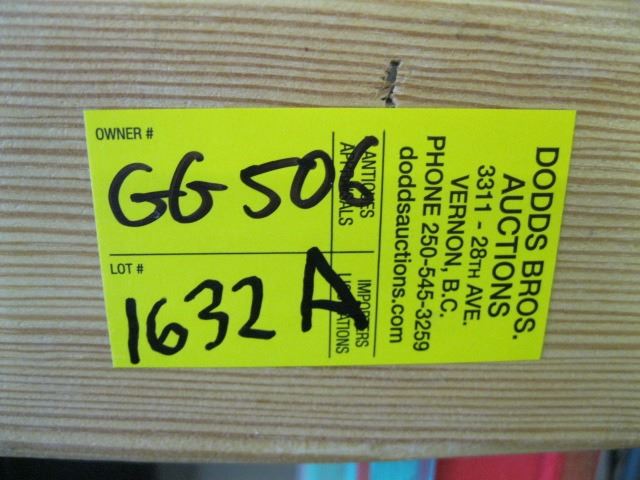 OWNER #
GG 506
LOT #
1632 A
ANTIQUES
APPRAISALS
IMPORTERS
LIQUIDATIONS
DODDS BROS.
AUCTIONS
3311 - 28TH AVE.
VERNON, B.C.
PHONE 250-545-3259
doddsauctions.com